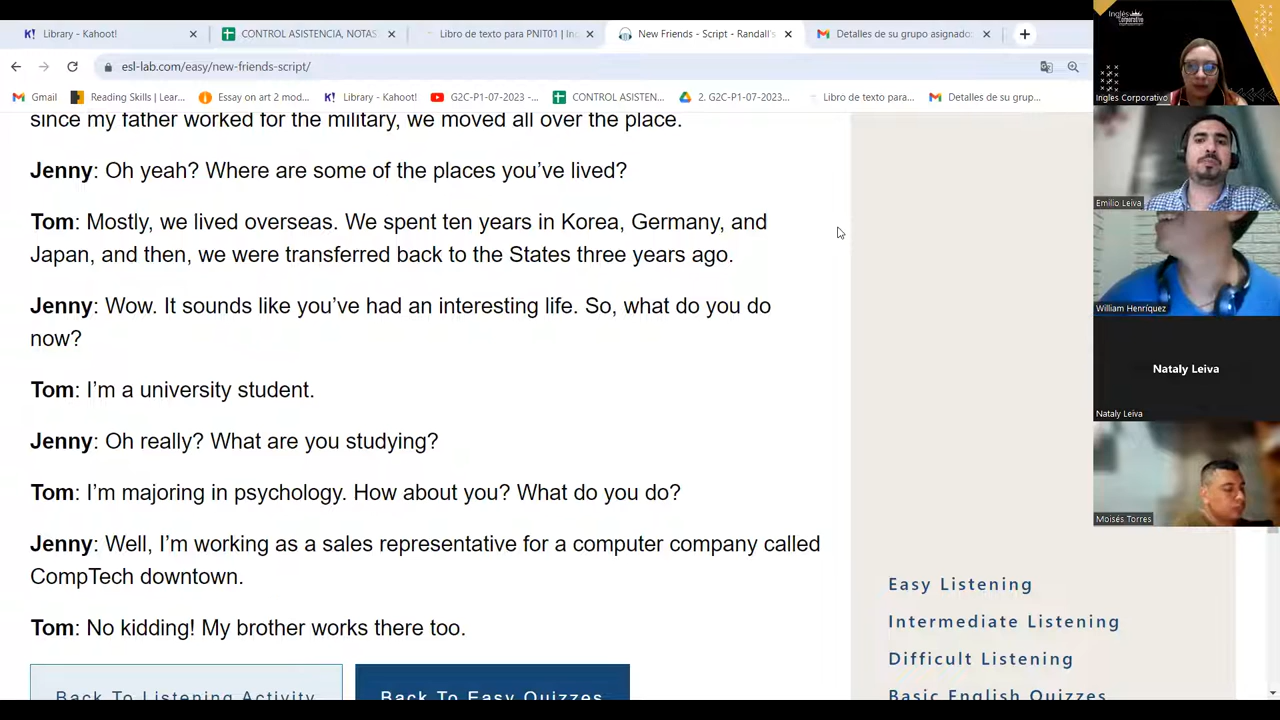 Library - Kahoot!
CONTROL ASISTENCIA, NOTAS
Libro de texto para PNIT01 | In
New Friends - Script - Randall's
Detalles de su grupo asignado:
esl-lab.com/easy/new-friends-script/
Gmail
Reading Skills | Lear...
Essay on art 2 mod...
Library - Kahoot!
G2C-P1-07-2023 -...
CONTROL ASISTEN...
2. G2C-P1-07-2023...
Libro de texto para...
Detalles de su grup...
since my father worked for the military, we moved all over the place.
Jenny: Oh yeah? Where are some of the places you've lived?
Tom: Mostly, we lived overseas. We spent ten years in Korea, Germany, and
Japan, and then, we were transferred back to the States three years ago.
Jenny: Wow. It sounds like you've had an interesting life. So, what do you do
now?
Tom: I'm a university student.
Jenny: Oh really? What are you studying?
Tom: I'm majoring in psychology. How about you? What do you do?
Jenny: Well, I'm working as a sales representative for a computer company called
CompTech downtown.
Tom: No kidding! My brother works there too.
Back To Listening Activity
Back To Easy Quizzes
Easy Listening
Intermediate Listening
Difficult Listening
Basic English Quizzes
Inglés
Corporativo
Ingles Corporativo
Emilio Leiva
William Henríquez
Nataly Leiva
Nataly Leiva
Moisés Torres